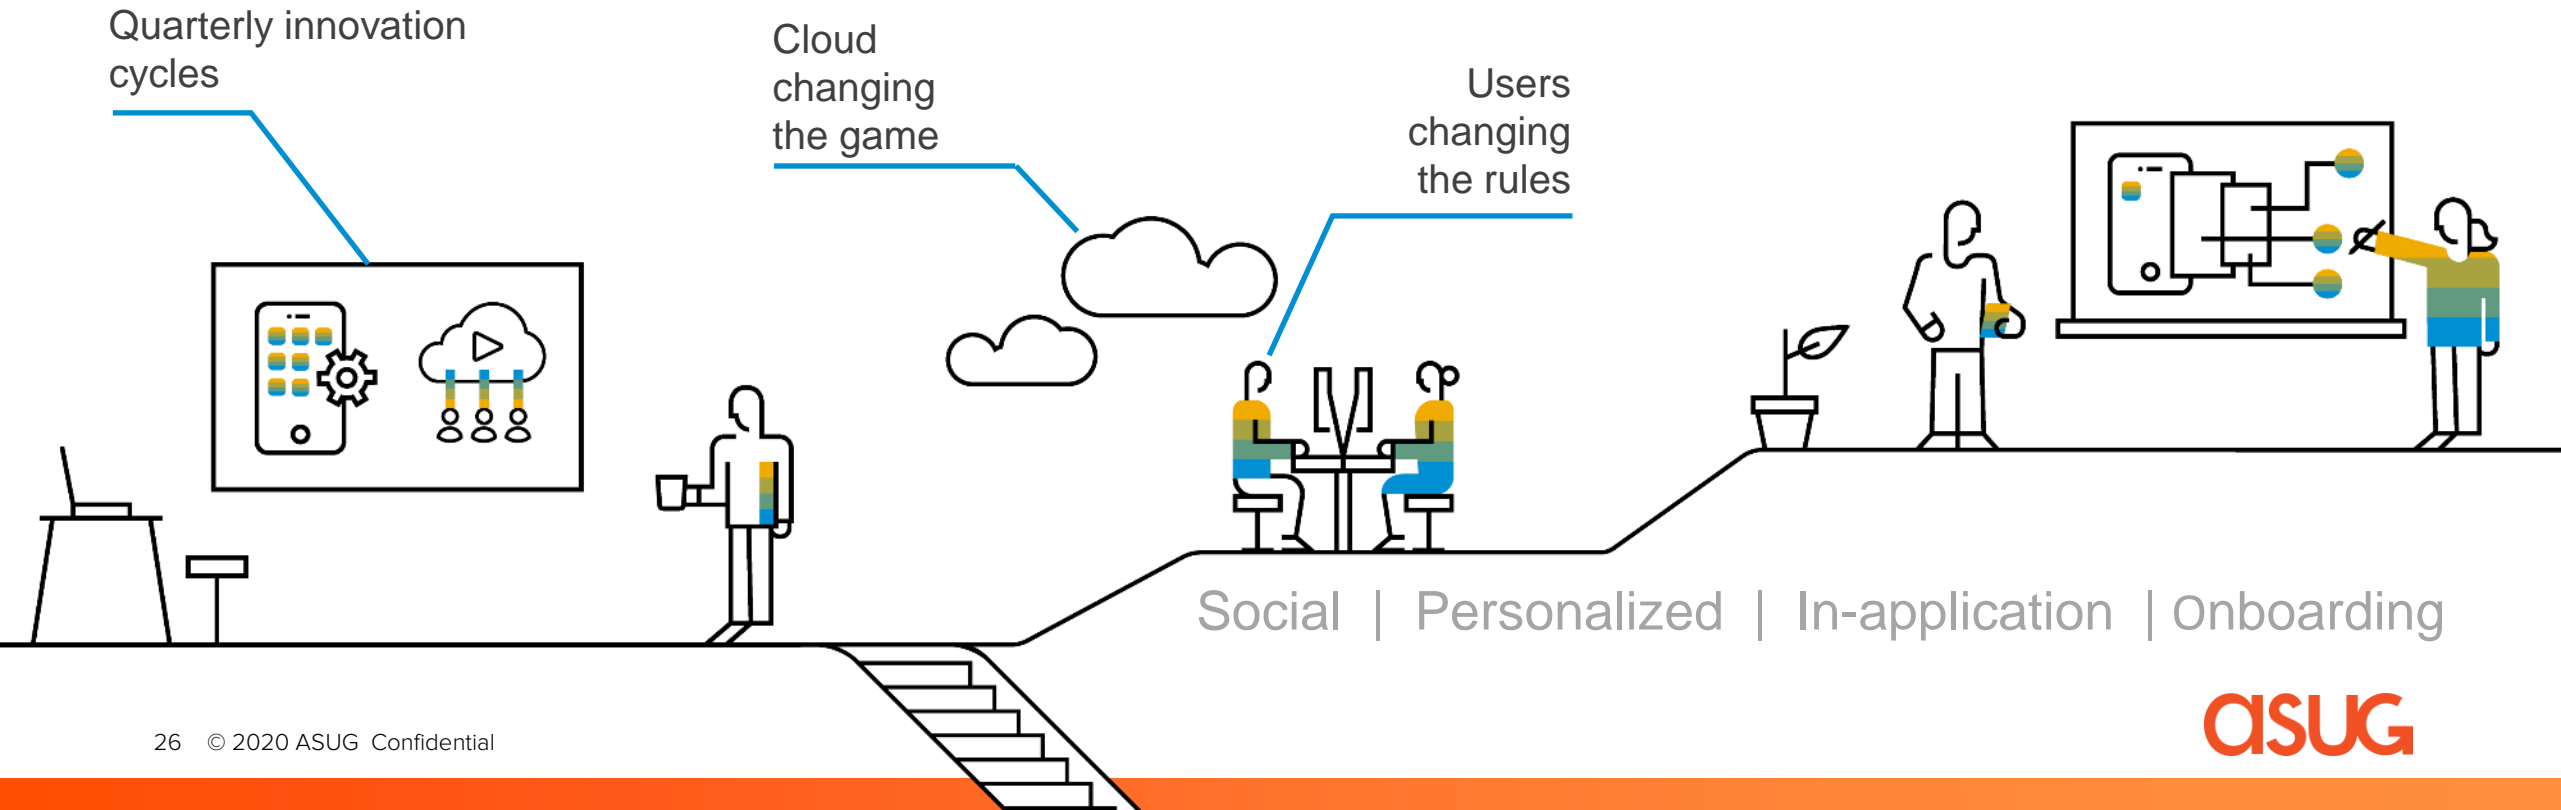 Quarterly innovation
cycles
Cloud
changing
the game
Users
changing
the rules
Social | Personalized | In-application | Onboarding
asug
26 © 2020 ASUG Confidential